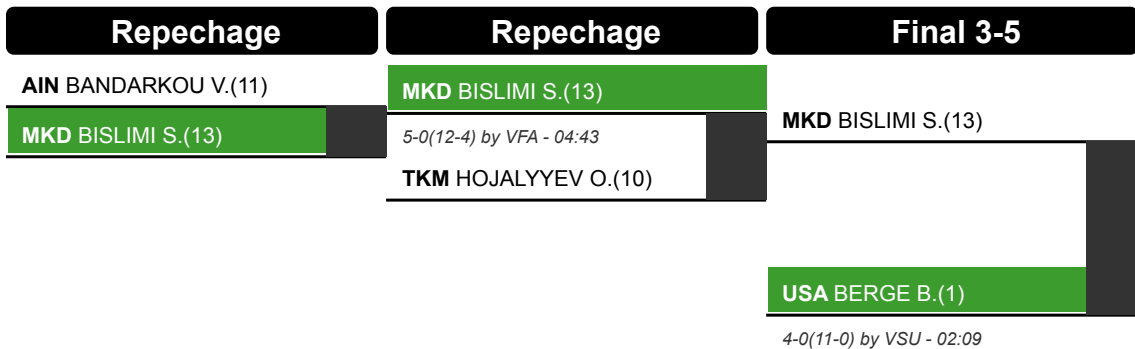 Repechage
AIN BANDARKOU V.(11)
MKD BISLIMI S.(13)
Repechage
MKD BISLIMI S.(13)
5-0(12-4) by VFA - 04:43
TKM HOJALYYEV O.(10)
Final 3-5
MKD BISLIMI S.(13)
USA BERGE B.(1)
4-0(11-0) by VSU - 02:09